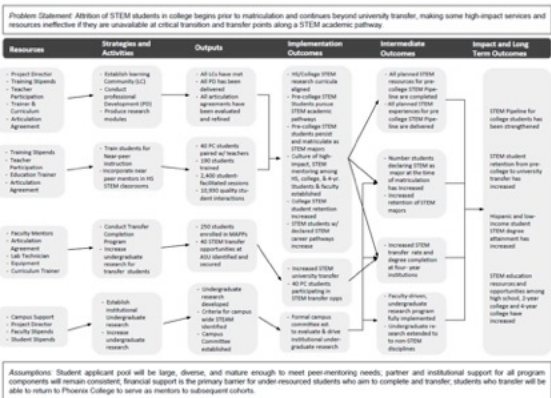 Problem Statement: Attrition of STEM students in college begins prior to matriculation and continues beyond university transfer, making some high-impact services and
resources ineffective if they are unavailable at critical transition and transfer points along a STEM academic pathway.
Resources
Strategies and
Activities
Outputs
Implementation
Outcomes
Intermediate
Outcomes
Impact and Long
Term Outcomes
- Project Director
- Training Stipends
- Teacher
Participation
- Trainer &
Curriculum
- Articulation
Agreement
- Establish learning
Community (LC)
- Conduct
professional
Development (PD)
- Produce research
modules
- All LCs have met
- All PD has been
delivered
- All articulation
agreements have
been evaluated
and refined
- HS/College STEM
research curricula
aligned
- Pre-college STEM
Students pursue
STEM academic
pathways
- Pre-college STEM
students persist
and matriculate as
STEM majors
- Culture of high-
impact, STEM
mentoring among
HS, college, & 4-yr.
Students & faculty
established
- College STEM
student retention
increased
- STEM students w/
declared STEM
career pathways
increase
- All planned STEM
resources for pre-
college STEM Pipe-
line are completed
- All planned STEM
experiences for pre
college STEM Pipe-
line are delivered
STEM Pipeline for
college students has
been strengthened
STEM student
retention from pre-
college to university
transfer has
increased
Hispanic and low-
income student
STEM degree
attainment has
increased
STEM education
resources and
opportunities among
high school, 2-year
college and 4-year
college have
increased
- Training Stipends
- Teacher
Participation
- Education Trainer
- Articulation
Agreement
- Train students for
Near peer
instruction
- Incorporate near
peer mentors in HS
STEM classrooms
- 40 PC students
paired w/ teachers
- 190 students
trained
- 2,400 student-
facilitated sessions
- 10,950 quality stu-
dent interactions
- Number students
declaring STEM as
major at the time
of matriculation
has increased
- Increased
retention of STEM
majors
- Faculty Mentors
- Articulation
Agreement
- Lab Technician
- Equipment
- Curriculum Trainer
- Conduct Transfer
Completion
Program
- Increase
undergraduate
research for
transfer students
- 250 students
enrolled in MAPPs
- 40 STEM transfer
opportunities at
ASU identified and
secured
- Increased STEM
university transfer
- 40 PC students
participating in
STEM transfer opps
- Increased STEM
transfer rate and
degree completion
at four-year
institutions
- Campus Support
- Project Director
- Faculty Stipends
- Student Stipends
- Establish
Institutional
Undergraduate
research
- Increase
undergraduate
research
- Undergraduate
research
developed
- Criteria for campus
wide STEAM
identified
- Campus
Committee
established
- Formal campus
committee est.
to evaluate & drive
institutional under-
graduate research
- Faculty-driven,
undergraduate
research program
fully implemented
- Undergraduate re-
search extended to
to non STEM
disciplines
Assumptions: Student applicant pool will be large, diverse, and mature enough to meet peer-mentoring needs; partner and institutional support for all program
components will remain consistent; financial support is the primary barrier for under-resourced students who aim to complete and transfer; students who transfer will be
able to return to Phoenix College to serve as mentors to subsequent cohorts.